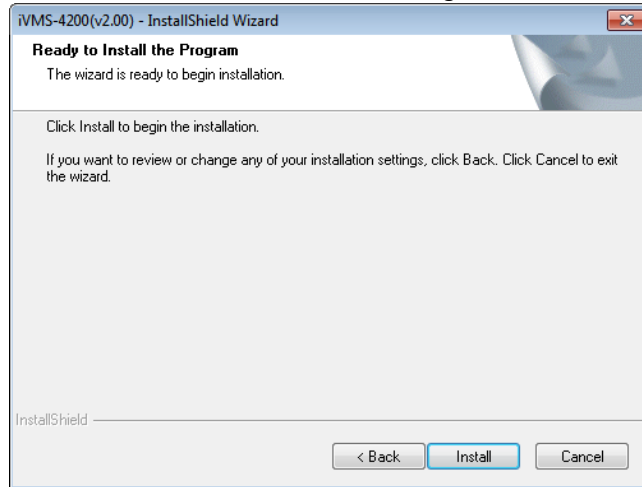 iVMS-4200(v2.00) - InstallShield Wizard
Ready to Install the Program
The wizard is ready to begin installation.
Click Install to begin the installation.
If you want to review or change any of your installation settings, click Back. Click Cancel to exit
the wizard.
InstallShield
< Back Install Cancel